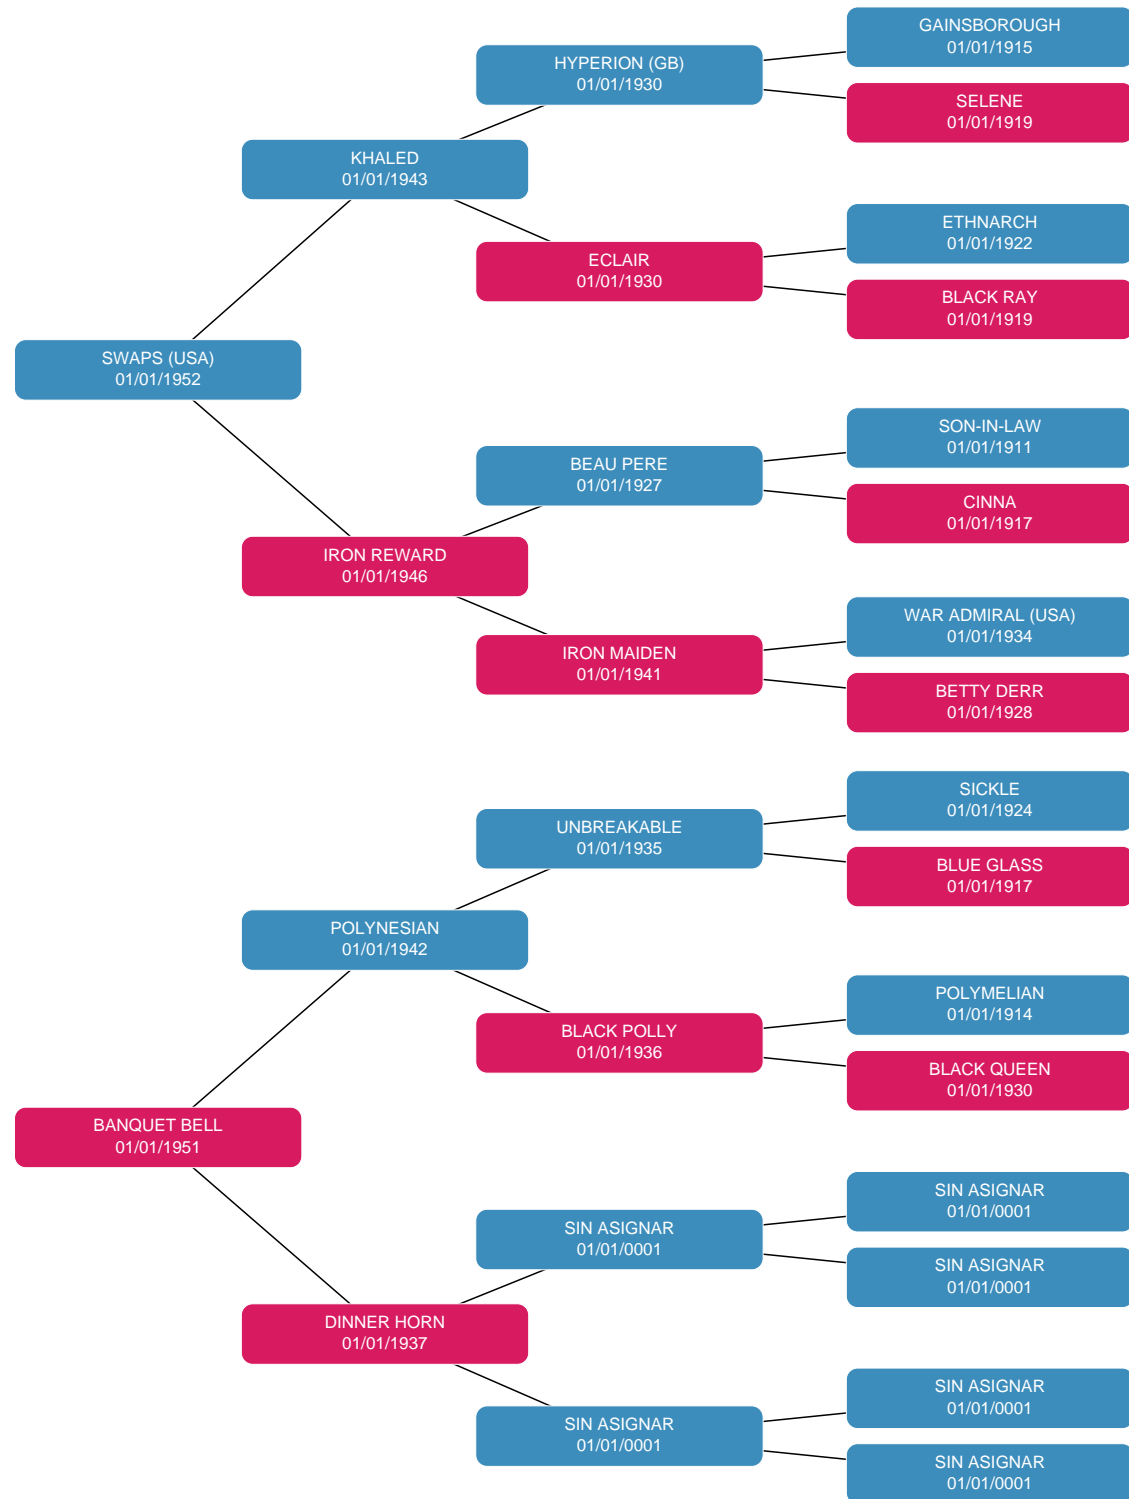 GAINSBOROUGH
01/01/1915
HYPERION (GB)
01/01/1930
SELENE
01/01/1919
KHALED
01/01/1943
ETHNARCH
01/01/1922
ECLAIR
01/01/1930
BLACK RAY
01/01/1919
SWAPS (USA)
01/01/1952
SON-IN-LAW
01/01/1911
BEAU PERE
01/01/1927
CINNA
01/01/1917
IRON REWARD
01/01/1946
WAR ADMIRAL (USA)
01/01/1934
IRON MAIDEN
01/01/1941
BETTY DERR
01/01/1928
SICKLE
01/01/1924
UNBREAKABLE
01/01/1935
BLUE GLASS
01/01/1917
POLYNESIAN
01/01/1942
POLYMELIAN
01/01/1914
BLACK POLLY
01/01/1936
BLACK QUEEN
01/01/1930
BANQUET BELL
01/01/1951
SIN ASIGNAR
01/01/0001
SIN ASIGNAR
01/01/0001
SIN ASIGNAR
01/01/0001
DINNER HORN
01/01/1937
SIN ASIGNAR
01/01/0001
SIN ASIGNAR
01/01/0001
SIN ASIGNAR
01/01/0001